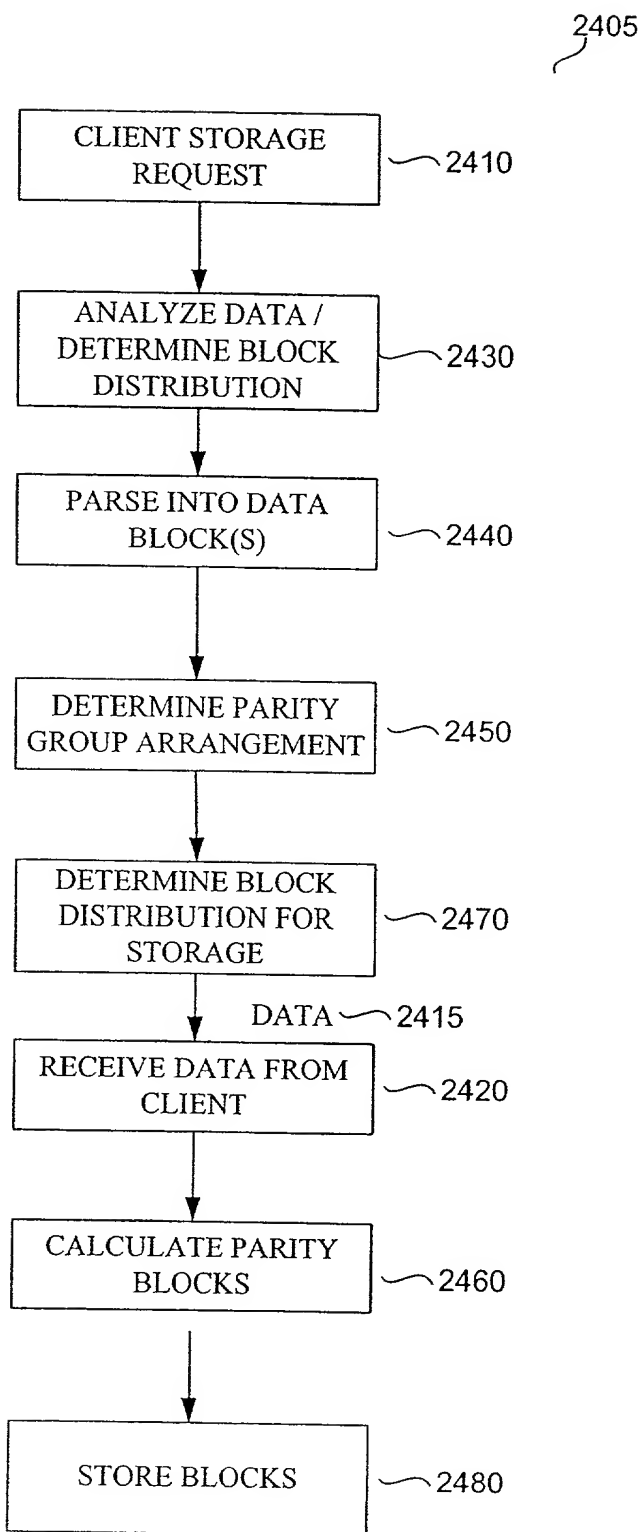 2405
CLIENT STORAGE
REQUEST
2410
ANALYZE DATA /
DETERMINE BLOCK
DISTRIBUTION
2430
PARSE INTO DATA
BLOCK(S)
2440
DETERMINE PARITY
GROUP ARRANGEMENT
2450
DETERMINE BLOCK
DISTRIBUTION FOR
STORAGE
2470
DATA 2415
RECEIVE DATA FROM
CLIENT
2420
CALCULATE PARITY
BLOCKS
2460
STORE BLOCKS
2480